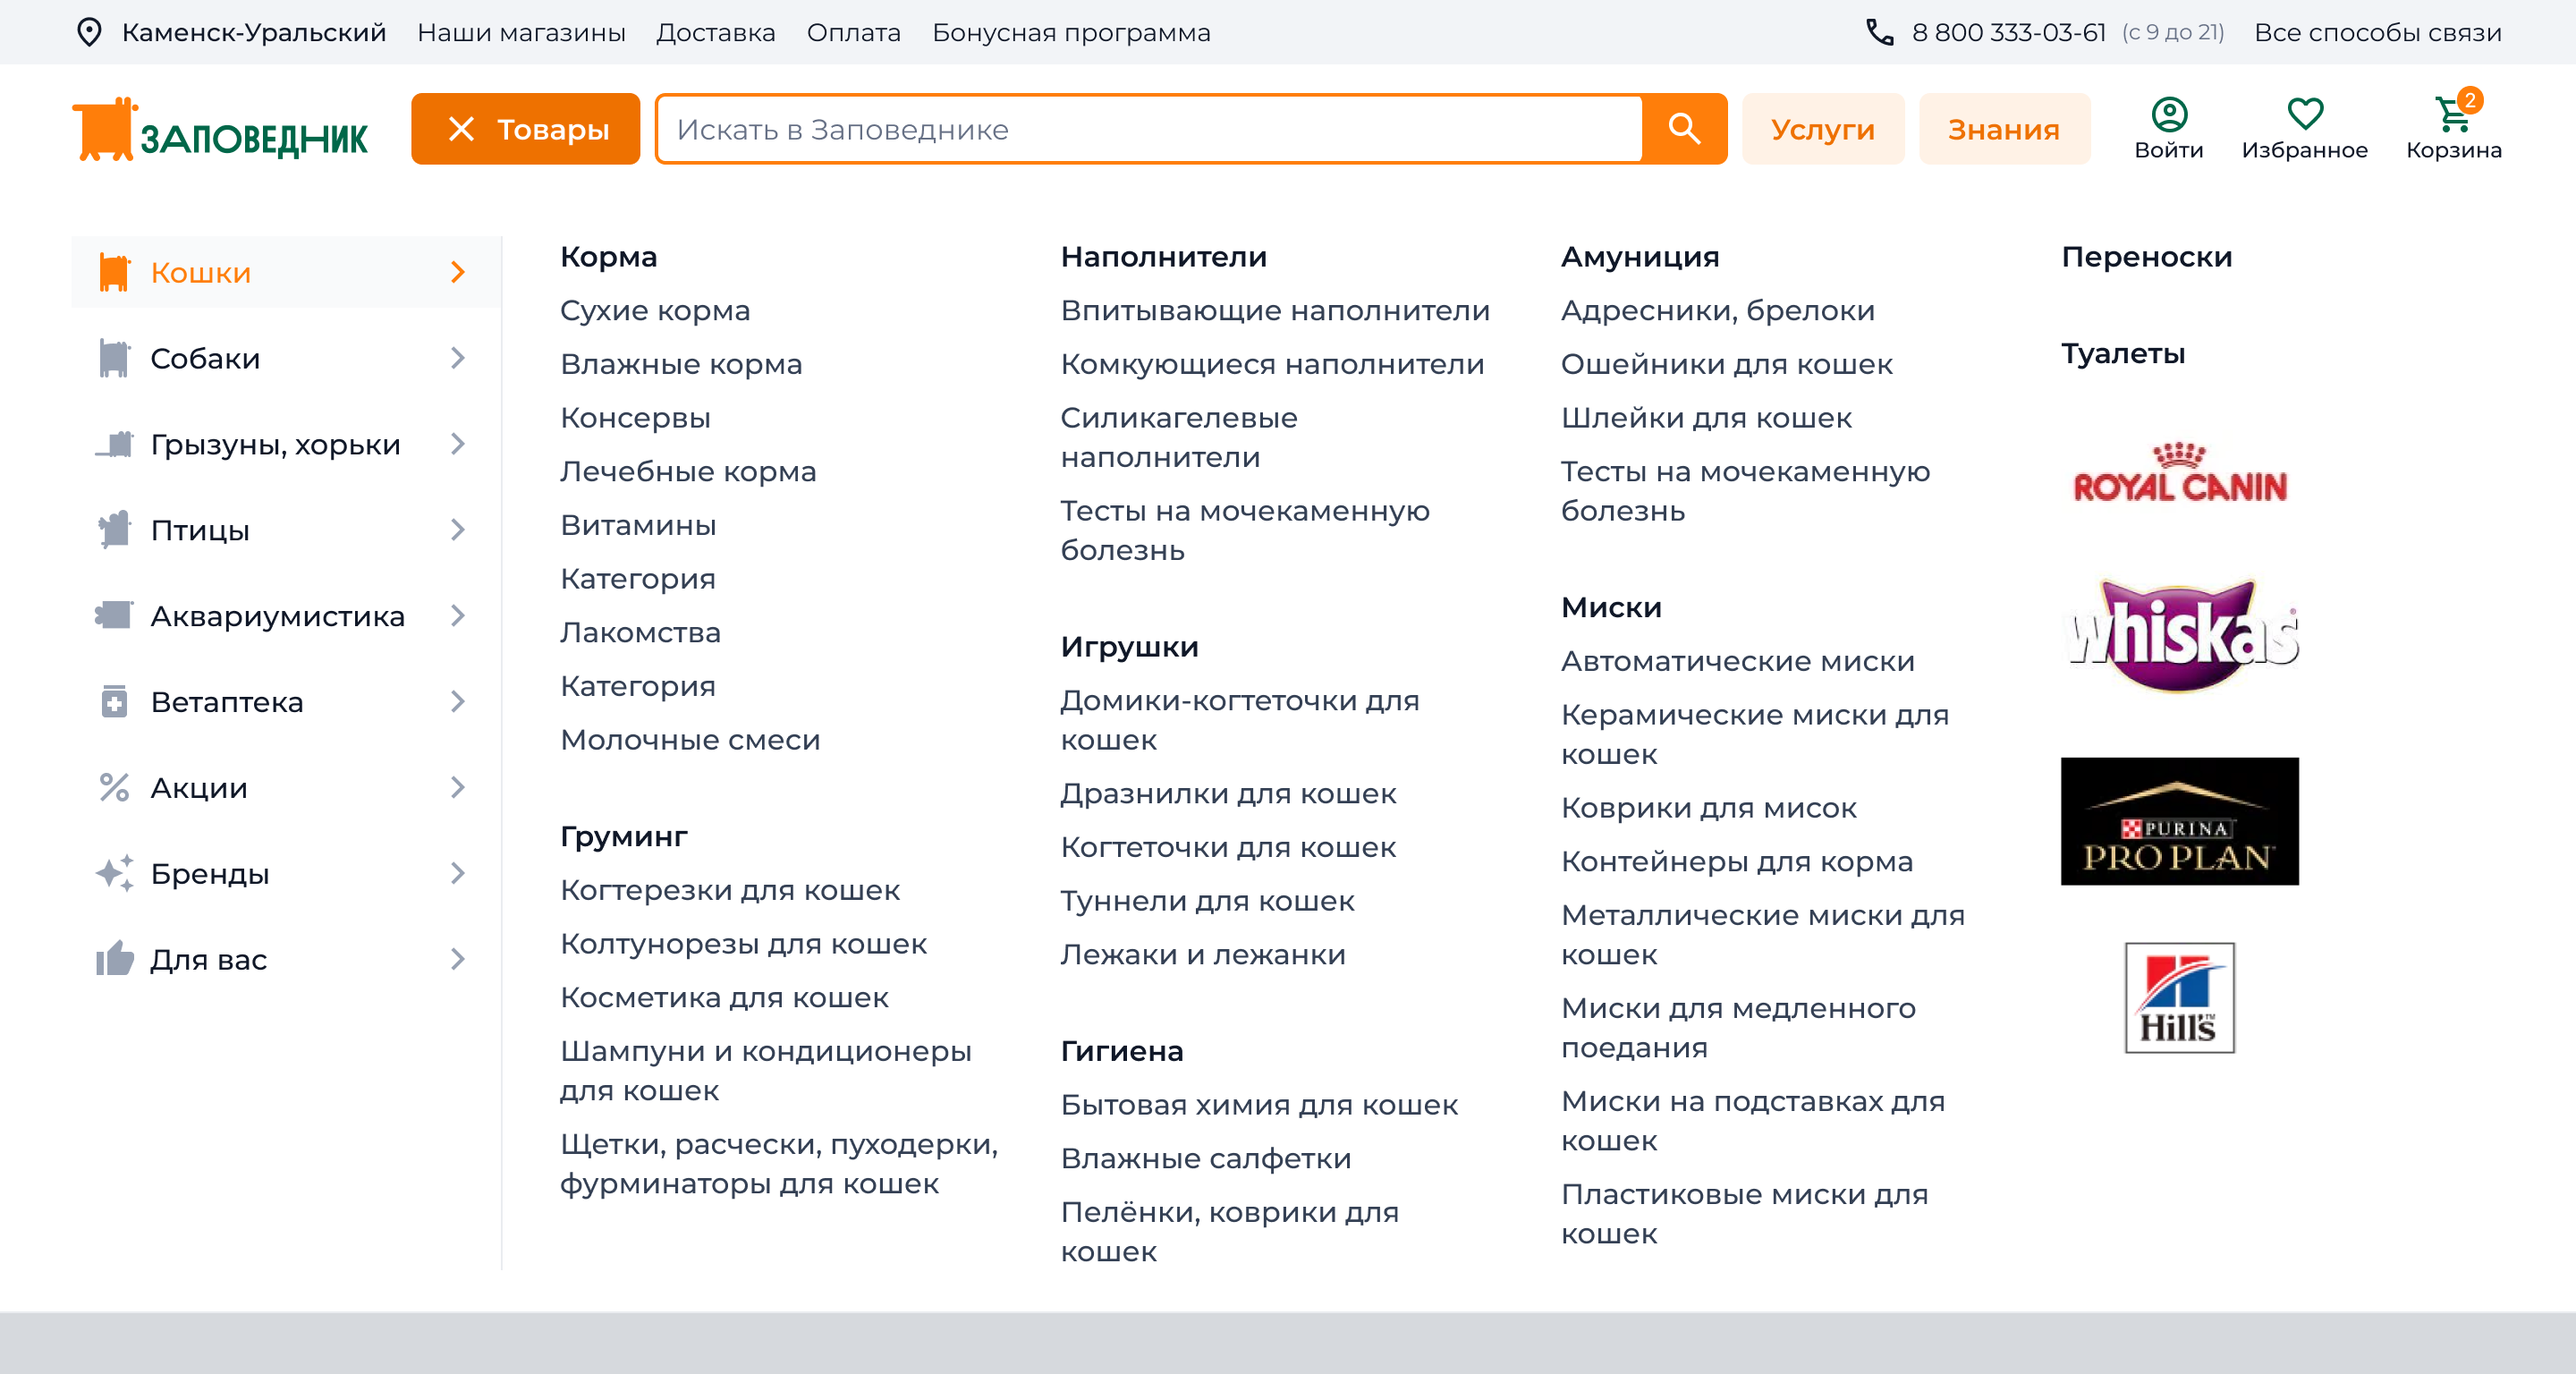 Каменск-Уральский
Наши магазины
Доставка
Оплата
Бонусная программа
8 800 333-03-61 (с 9 до 21)
Все способы связи
ЗАПОВЕДНИК
Товары
Искать в Заповеднике
Услуги
Знания
Войти
Избранное
2
Корзина
Кошки
Собаки
Грызуны, хорьки
Птицы
Аквариумистика
Ветаптека
Акции
Бренды
Для вас
Корма
Сухие корма
Влажные корма
Консервы
Лечебные корма
Витамины
Категория
Лакомства
Категория
Молочные смеси
Груминг
Когтерезки для кошек
Колтунорезы для кошек
Косметика для кошек
Шампуни и кондиционеры
для кошек
Щетки, расчески, пуходерки,
фурминаторы для кошек
Наполнители
Впитывающие наполнители
Комкующиеся наполнители
Силикагелевые
наполнители
Тесты на мочекаменную
болезнь
Игрушки
Домики-когтеточки для
кошек
Дразнилки для кошек
Когтеточки для кошек
Туннели для кошек
Лежаки и лежанки
Гигиена
Бытовая химия для кошек
Влажные салфетки
Пелёнки, коврики для
кошек
Амуниция
Адресники, брелоки
Ошейники для кошек
Шлейки для кошек
Тесты на мочекаменную
болезнь
Миски
Автоматические миски
Керамические миски для
кошек
Коврики для мисок
Контейнеры для корма
Металлические миски для
кошек
Миски для медленного
поедания
Миски на подставках для
кошек
Пластиковые миски для
кошек
Переноски
Туалеты
ROYAL CANIN
whiskas®
PURINA
PRO PLAN
Hill's™